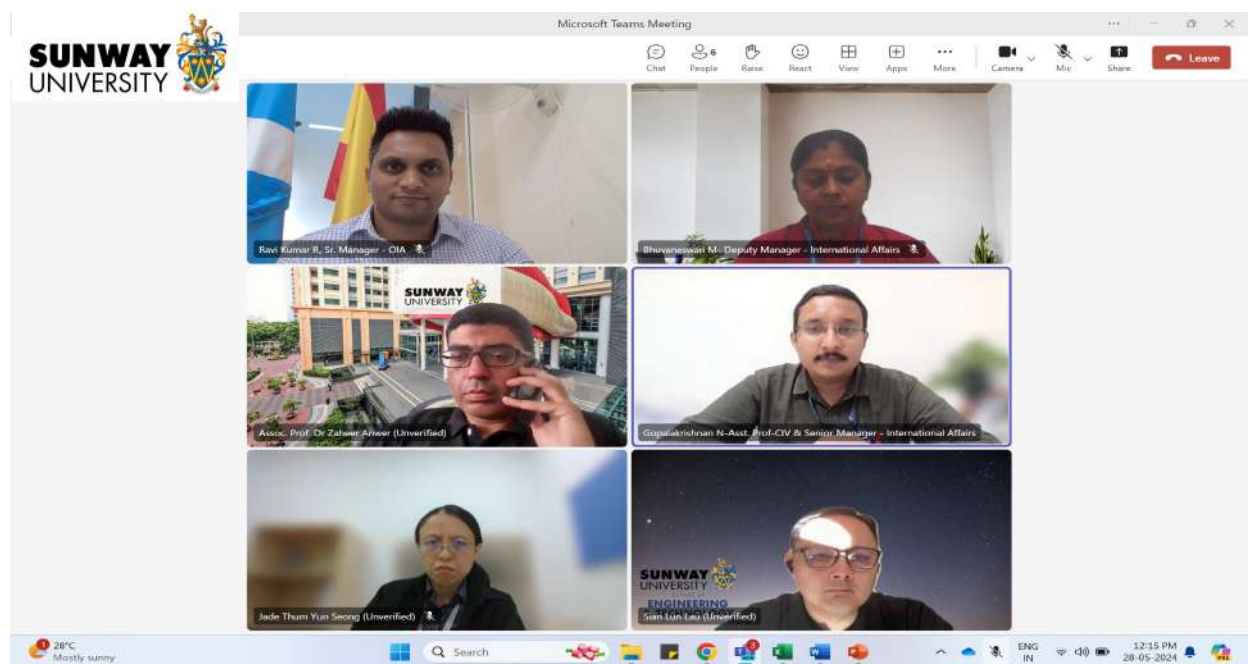 SUNWAY
UNIVERSITY
Microsoft Teams Meeting
6
Chat
People
Raise
React
View
Apps
More
Camera
Mic
Share
Leave
Ravi Kumar R, Sr. Manager - OIA
Bhuvaneswari M- Deputy Manager - International Affairs
SUNWAY
UNIVERSITY
Assoc. Prof. Dr Zaheer Anwer (Unverified)
Gopalakrishnan N-Asst. Prof-CIV & Senior Manager - International Affairs
Jade Thum Yun Seong (Unverified)
SUNWAY
UNIVERSITY
ENGINEERING
Sian Lun Lau (Unverified)
1
28°C
Mostly sunny
Search
3
ENG
IN
12:15 PM
28-05-2024